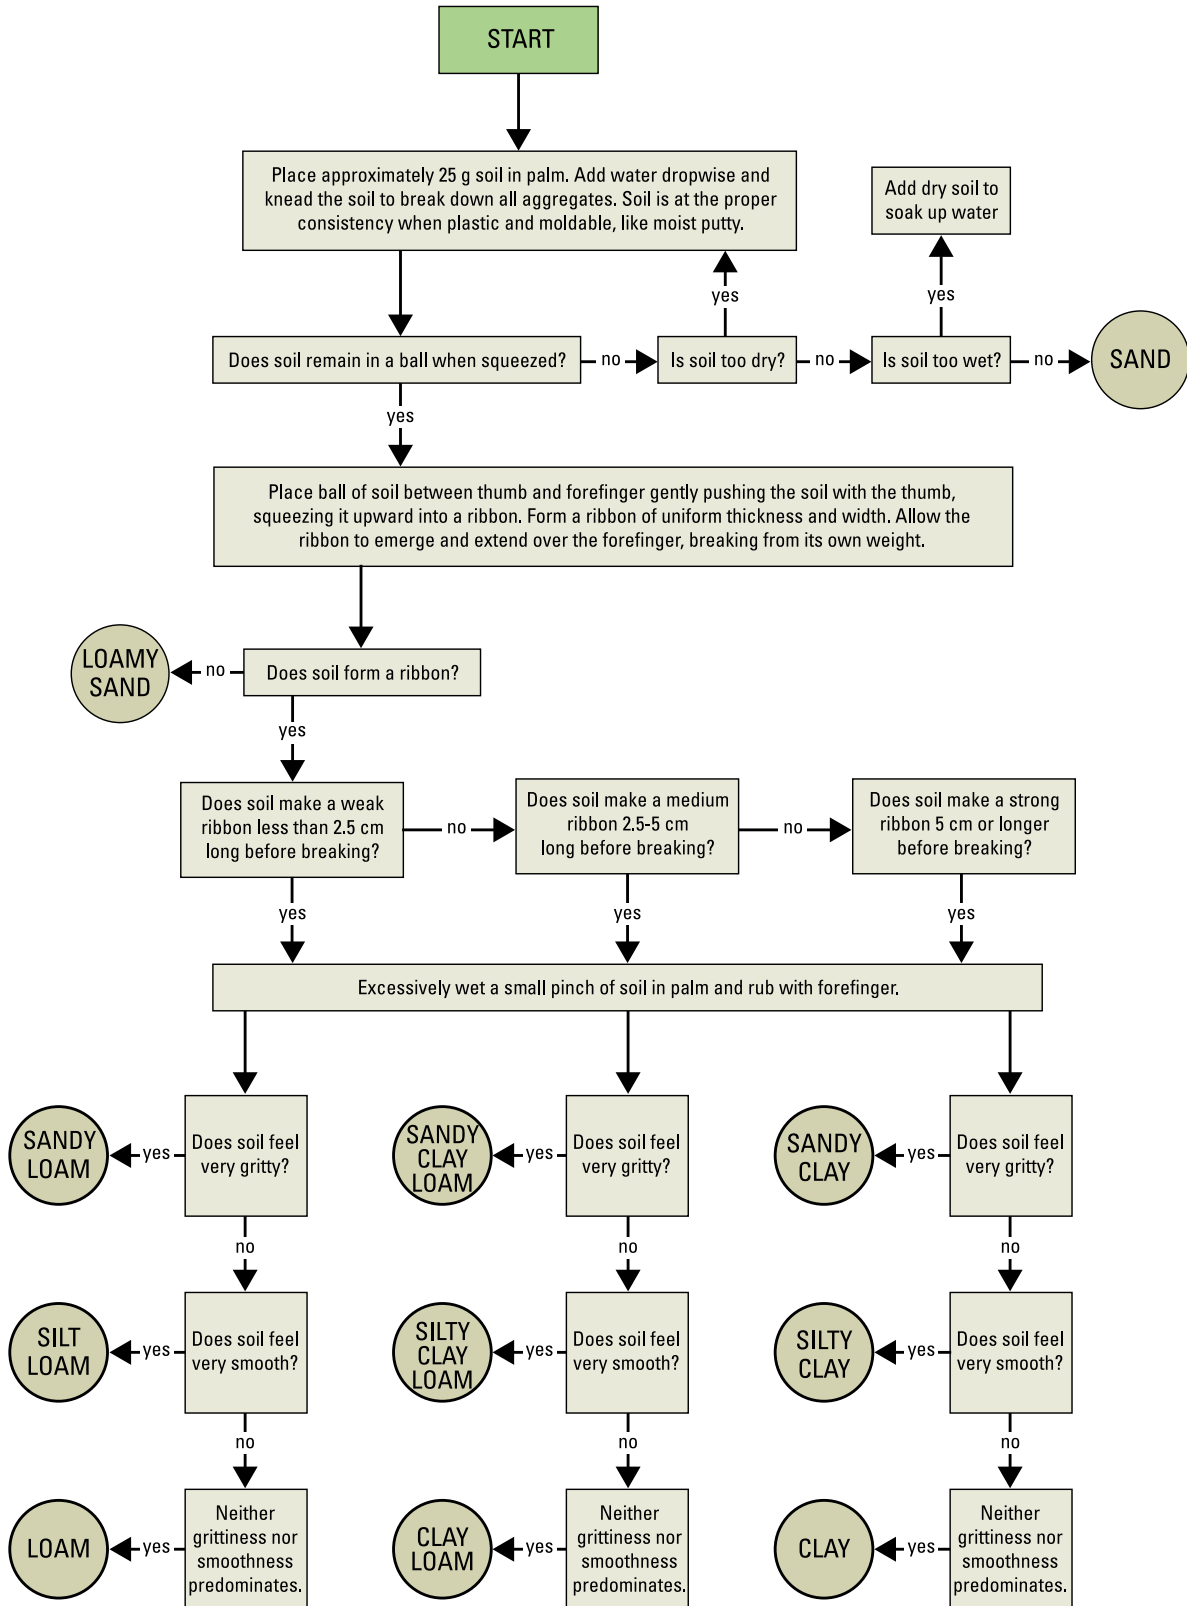 START
Place approximately 25 g soil in palm. Add water dropwise and
knead the soil to break down all aggregates. Soil is at the proper
consistency when plastic and moldable, like moist putty.
Add dry soil to
soak up water
yes
yes
Does soil remain in a ball when squeezed?
no
Is soil too dry?
no
Is soil too wet?
no
SAND
yes
Place ball of soil between thumb and forefinger gently pushing the soil with the thumb,
squeezing it upward into a ribbon. Form a ribbon of uniform thickness and width. Allow the
ribbon to emerge and extend over the forefinger, breaking from its own weight.
LOAMY
SAND
no
Does soil form a ribbon?
yes
Does soil make a weak
ribbon less than 2.5 cm
long before breaking?
no
Does soil make a medium
ribbon 2.5-5 cm
long before breaking?
no
Does soil make a strong
ribbon 5 cm or longer
before breaking?
yes
yes
yes
Excessively wet a small pinch of soil in palm and rub with forefinger.
SANDY
LOAM
yes
Does soil feel
very gritty?
SANDY
CLAY
LOAM
yes
Does soil feel
very gritty?
SANDY
CLAY
yes
Does soil feel
very gritty?
no
no
no
SILT
LOAM
yes
Does soil feel
very smooth?
SILTY
CLAY
LOAM
yes
Does soil feel
very smooth?
SILTY
CLAY
yes
Does soil feel
very smooth?
no
no
no
LOAM
yes
Neither
grittiness nor
smoothness
predominates.
CLAY
LOAM
yes
Neither
grittiness nor
smoothness
predominates.
CLAY
yes
Neither
grittiness nor
smoothness
predominates.